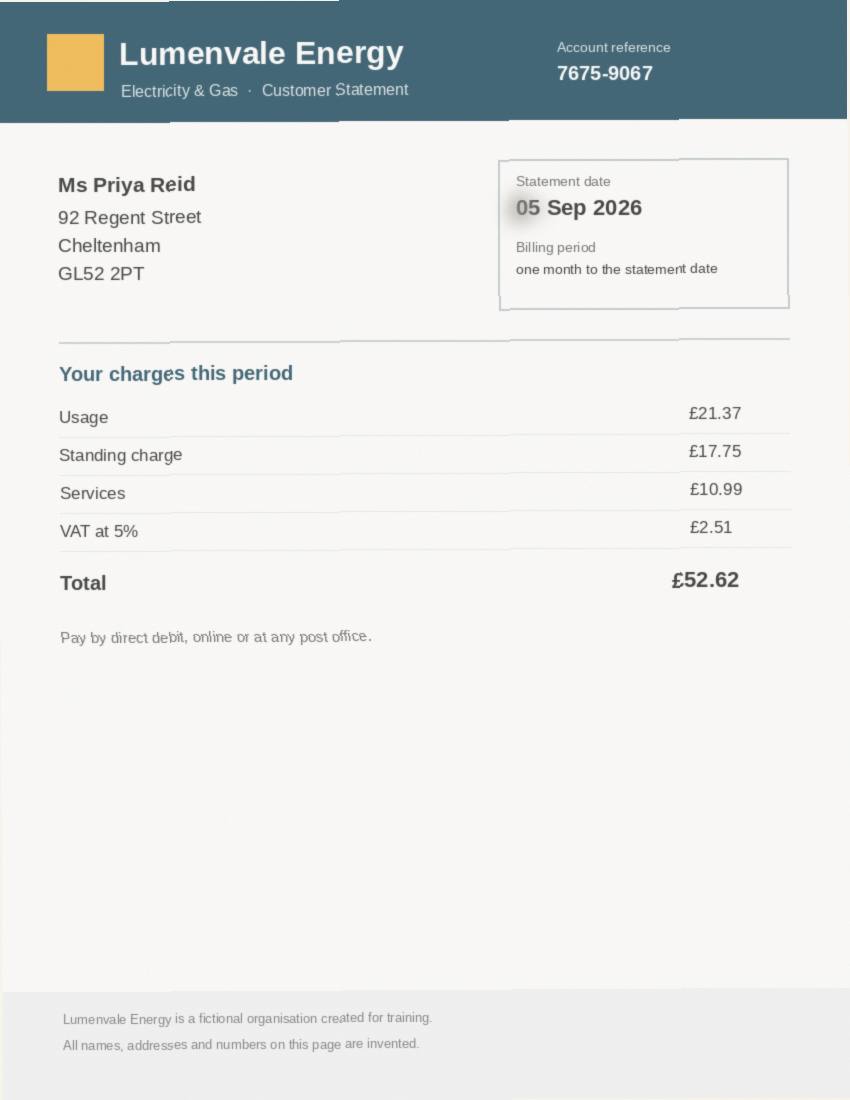 Lumenvale Energy
Electricity & Gas · Customer Statement
Account reference
7675-9067
Ms Priya Reid
92 Regent Street
Cheltenham
GL52 2PT
Statement date
05 Sep 2026
Billing period
one month to the statement date
Your charges this period
Usage £21.37
Standing charge £17.75
Services £10.99
VAT at 5% £2.51
Total £52.62
Pay by direct debit, online or at any post office.
Lumenvale Energy is a fictional organisation created for training.
All names, addresses and numbers on this page are invented.